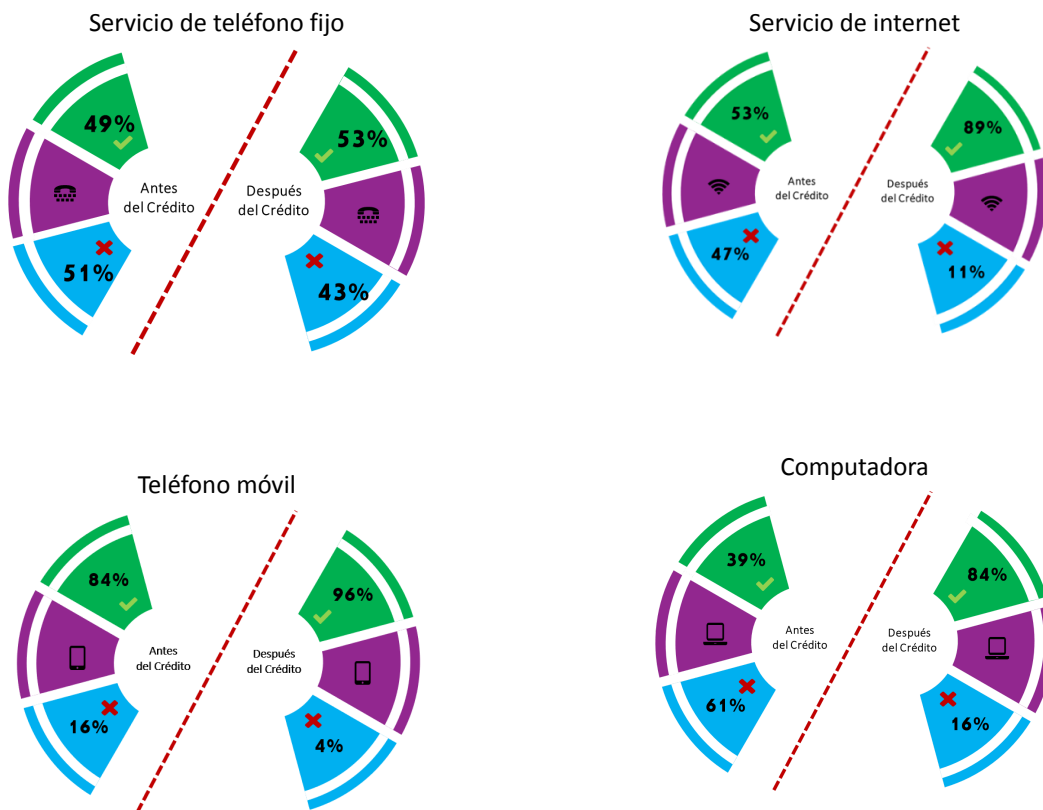 Servicio de teléfono fijo
49%
51%
Antes
del Crédito
Después
del Crédito
53%
43%
Servicio de internet
53%
47%
Antes
del Crédito
Después
del Crédito
89%
11%
Teléfono móvil
84%
16%
Antes
del Crédito
Después
del Crédito
96%
4%
Computadora
39%
61%
Antes
del Crédito
Después
del Crédito
84%
16%